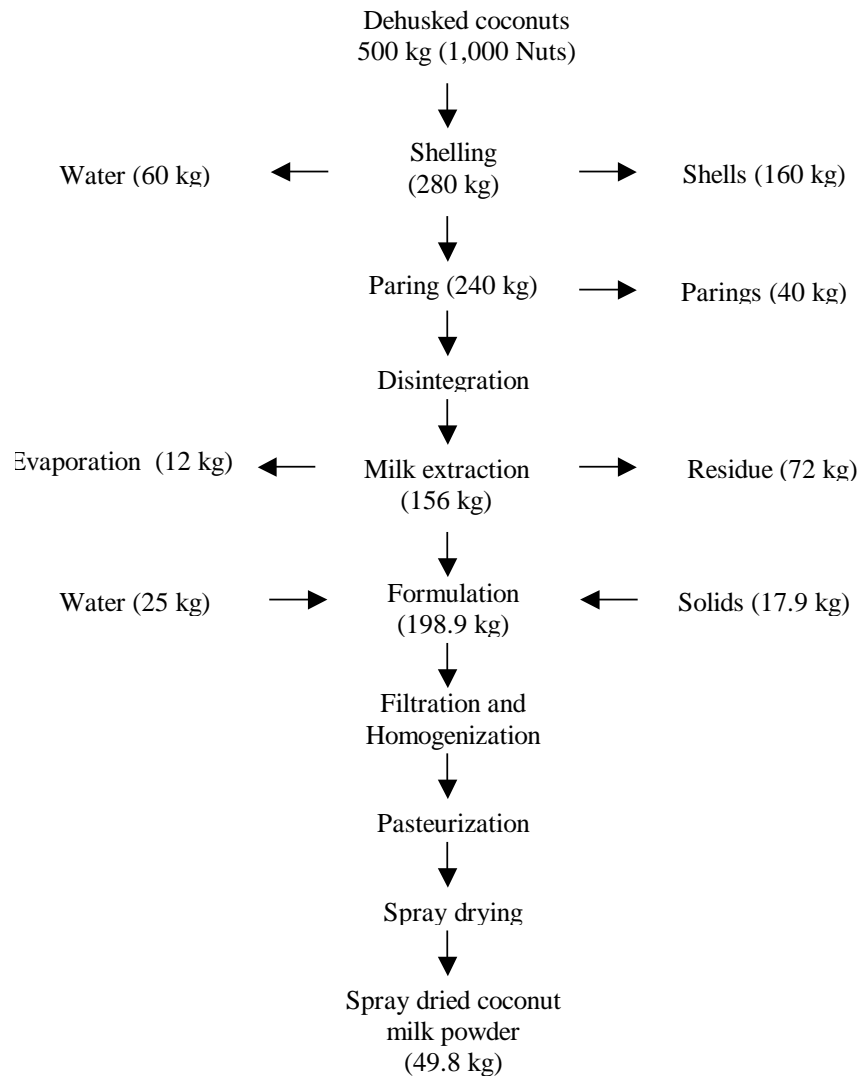 Dehusked coconuts
500 kg (1,000 Nuts)
Water (60 kg)
Shelling
(280 kg)
Shells (160 kg)
Paring (240 kg)
Parings (40 kg)
Disintegration
Evaporation (12 kg)
Milk extraction
(156 kg)
Residue (72 kg)
Water (25 kg)
Formulation
(198.9 kg)
Solids (17.9 kg)
Filtration and
Homogenization
Pasteurization
Spray drying
Spray dried coconut
milk powder
(49.8 kg)